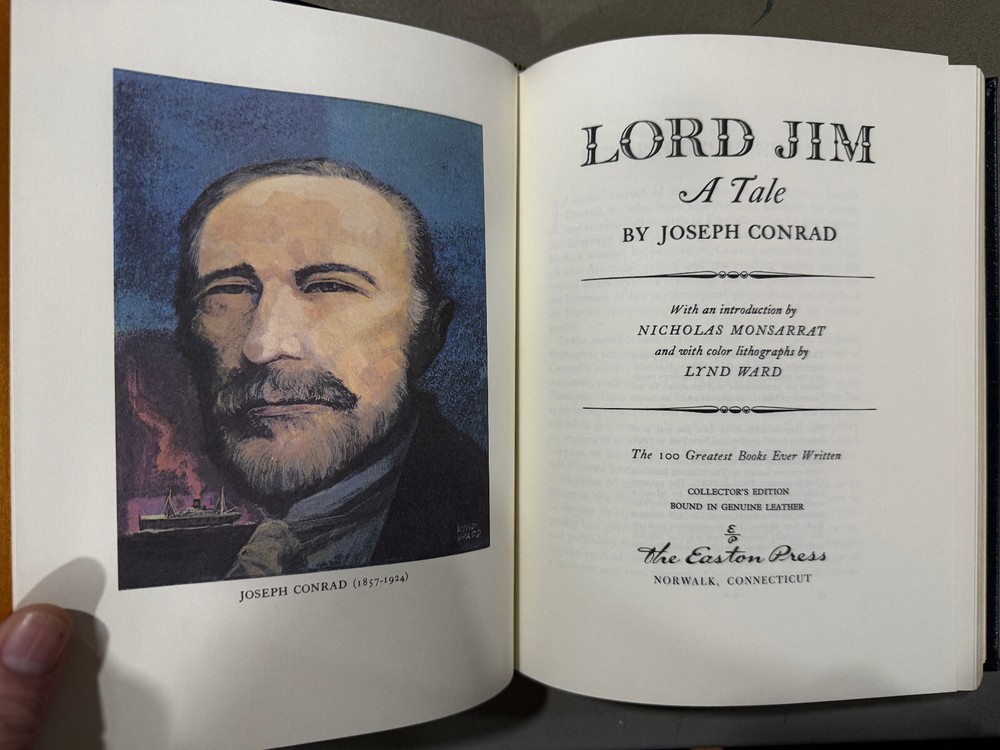 LYND
WARD
JOSEPH CONRAD (1857-1924)
LORD JIM
A Tale
BY JOSEPH CONRAD
With an introduction by
NICHOLAS MONSARRAT
and with color lithographs by
LYND WARD
The 100 Greatest Books Ever Written
COLLECTOR'S EDITION
BOUND IN GENUINE LEATHER
E
P
The Easton Press
NORWALK, CONNECTICUT